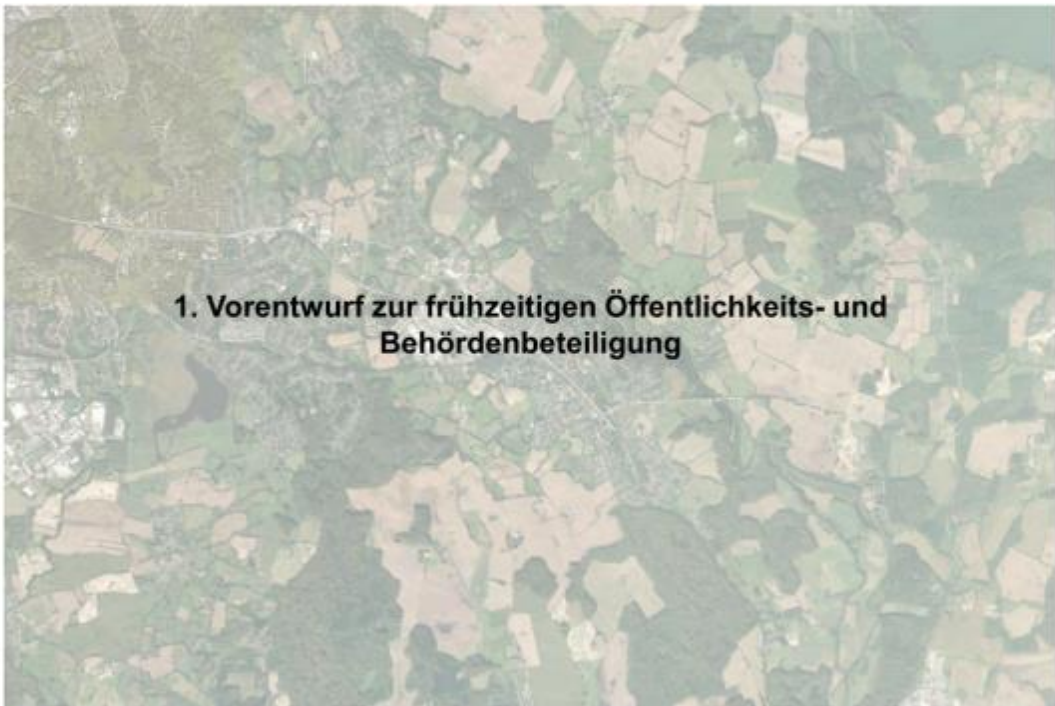 1. Vorentwurf zur frühzeitigen Öffentlichkeits- und
Behördenbeteiligung